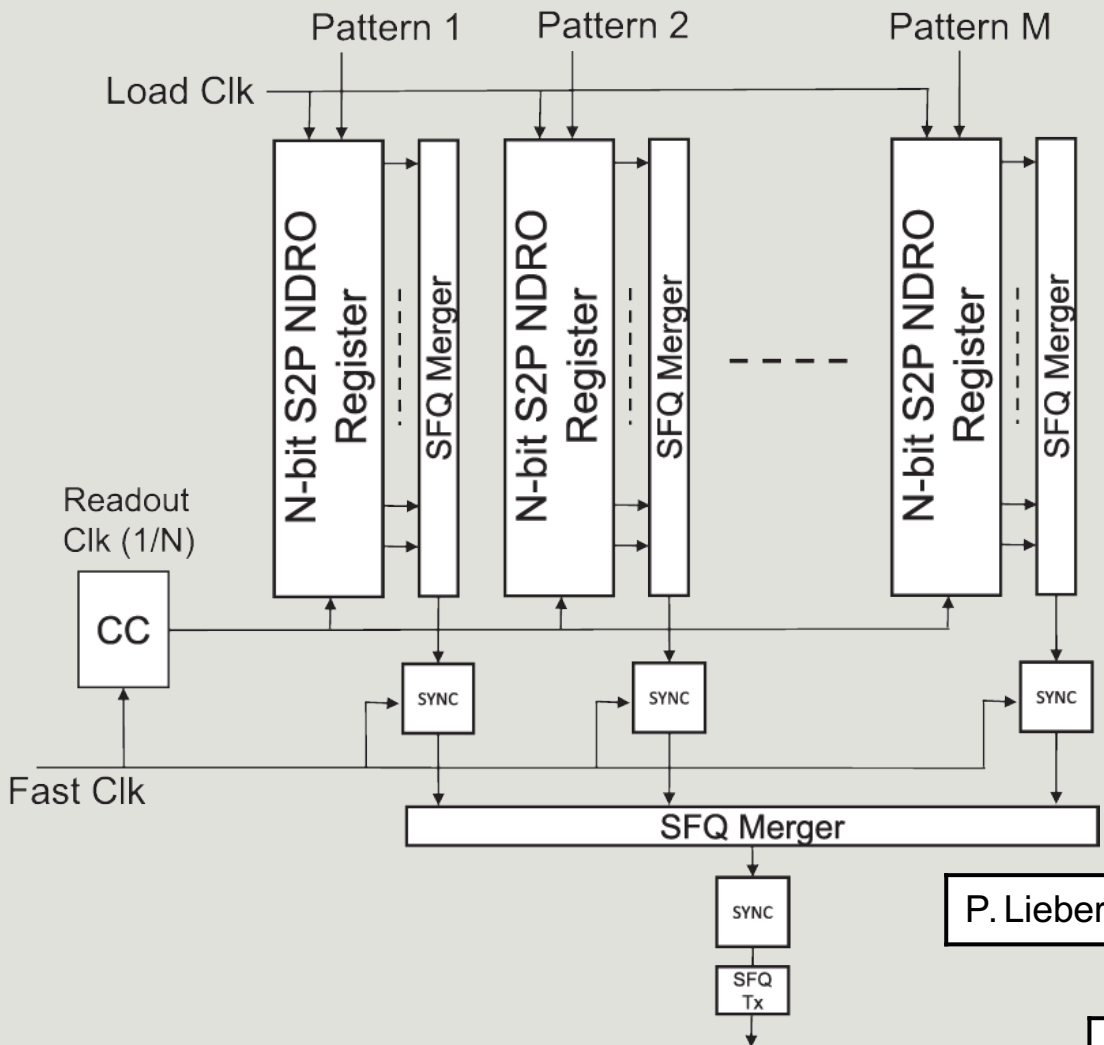 Pattern 1
Pattern 2
Pattern M
Load Clk
N-bit S2P NDRO
Register
SFQ Merger
N-bit S2P NDRO
Register
SFQ Merger
N-bit S2P NDRO
Register
SFQ Merger
Readout
Clk (1/N)
CC
SYNC
SYNC
SYNC
Fast Clk
SFQ Merger
SYNC
P. Lieber
SFQ
Tx